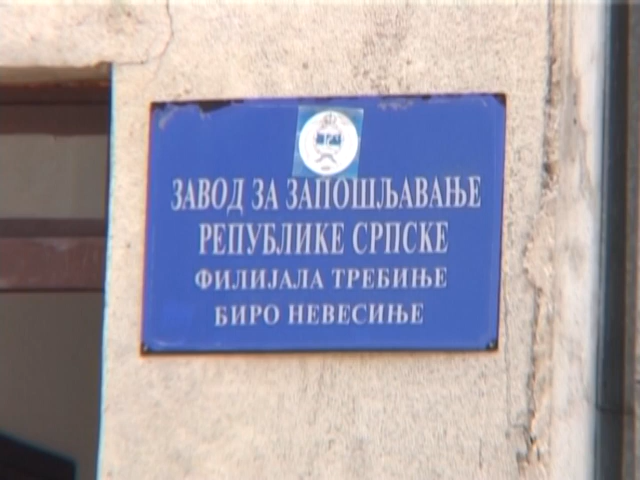 ЗАВОД ЗА ЗАПОШЉАВАЊЕ
РЕПУБЛИКЕ СРПСКЕ
ФИЛИЈАЛА ТРЕБИЊЕ
БИРО НЕВЕСИЊЕ